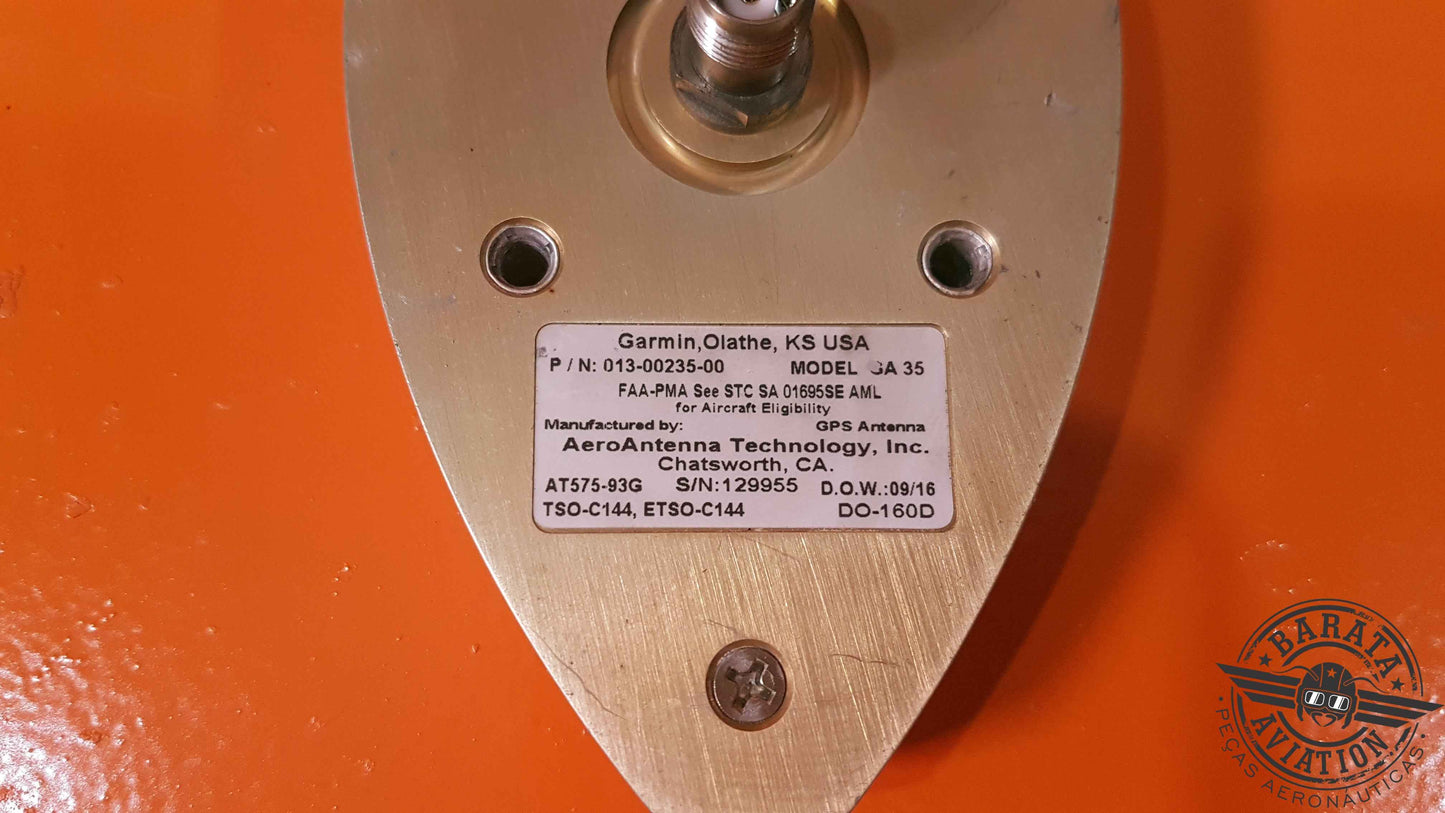 Garmin,Olathe, KS USA
P / N: 013-00235-00 MODEL GA 35
FAA-PMA See STC SA 01695SE AML
for Aircraft Eligibility
Manufactured by: GPS Antenna
AeroAntenna Technology, Inc.
Chatsworth, CA.
AT575-93G S/N:129955 D.O.W.:09/16
TSO-C144, ETSO-C144 DO-160D
BARATA
AVIATION
PEÇAS AERONÁUTICAS